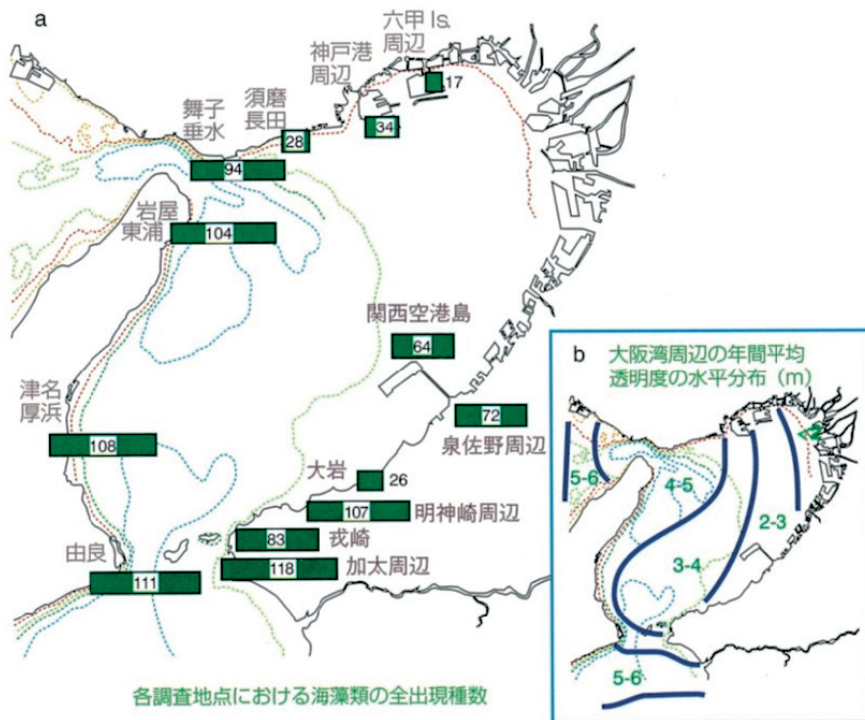 a
六甲Is.
周辺
神戸港
周辺
17
須磨
長田
舞子
垂水
34
28
94
岩屋
東浦
104
関西空港島
64
津名
厚浜
72
泉佐野周辺
108
大岩
26
107
明神崎周辺
83
戎崎
由良
118
加太周辺
111
各調査地点における海藻類の全出現種数
b
大阪湾周辺の年間平均
透明度の水平分布(m)
<2
5-6
4-5
2-3
3-4
5-6